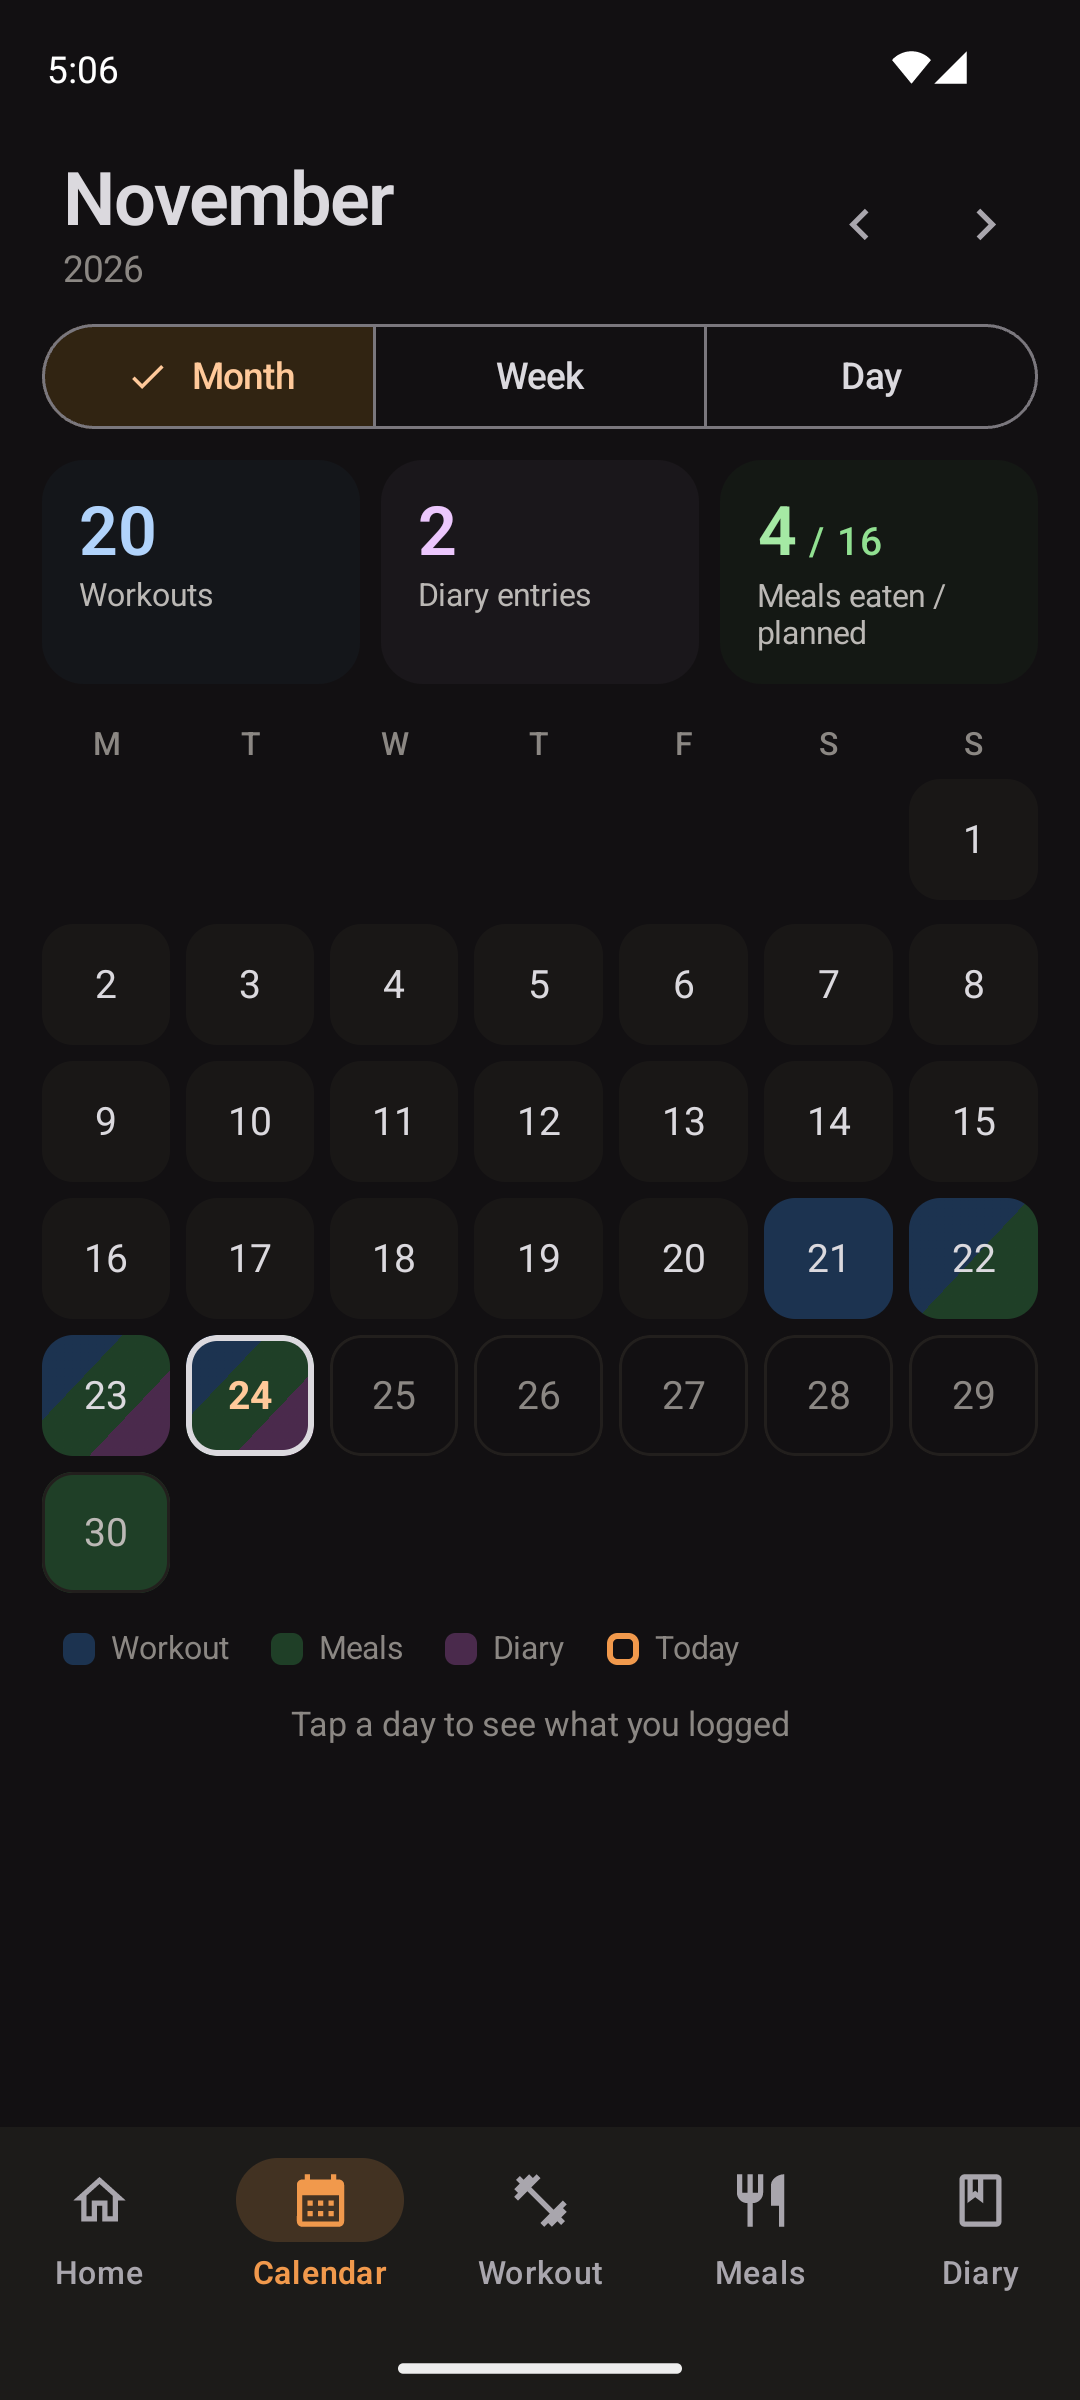 5:06
November
2026
Month
Week
Day
20
Workouts
2
Diary entries
4 / 16
Meals eaten /
planned
M T W T F S S
1
2 3 4 5 6 7 8
9 10 11 12 13 14 15
16 17 18 19 20 21 22
23 24 25 26 27 28 29
30
Workout Meals Diary Today
Tap a day to see what you logged
Home Calendar Workout Meals Diary